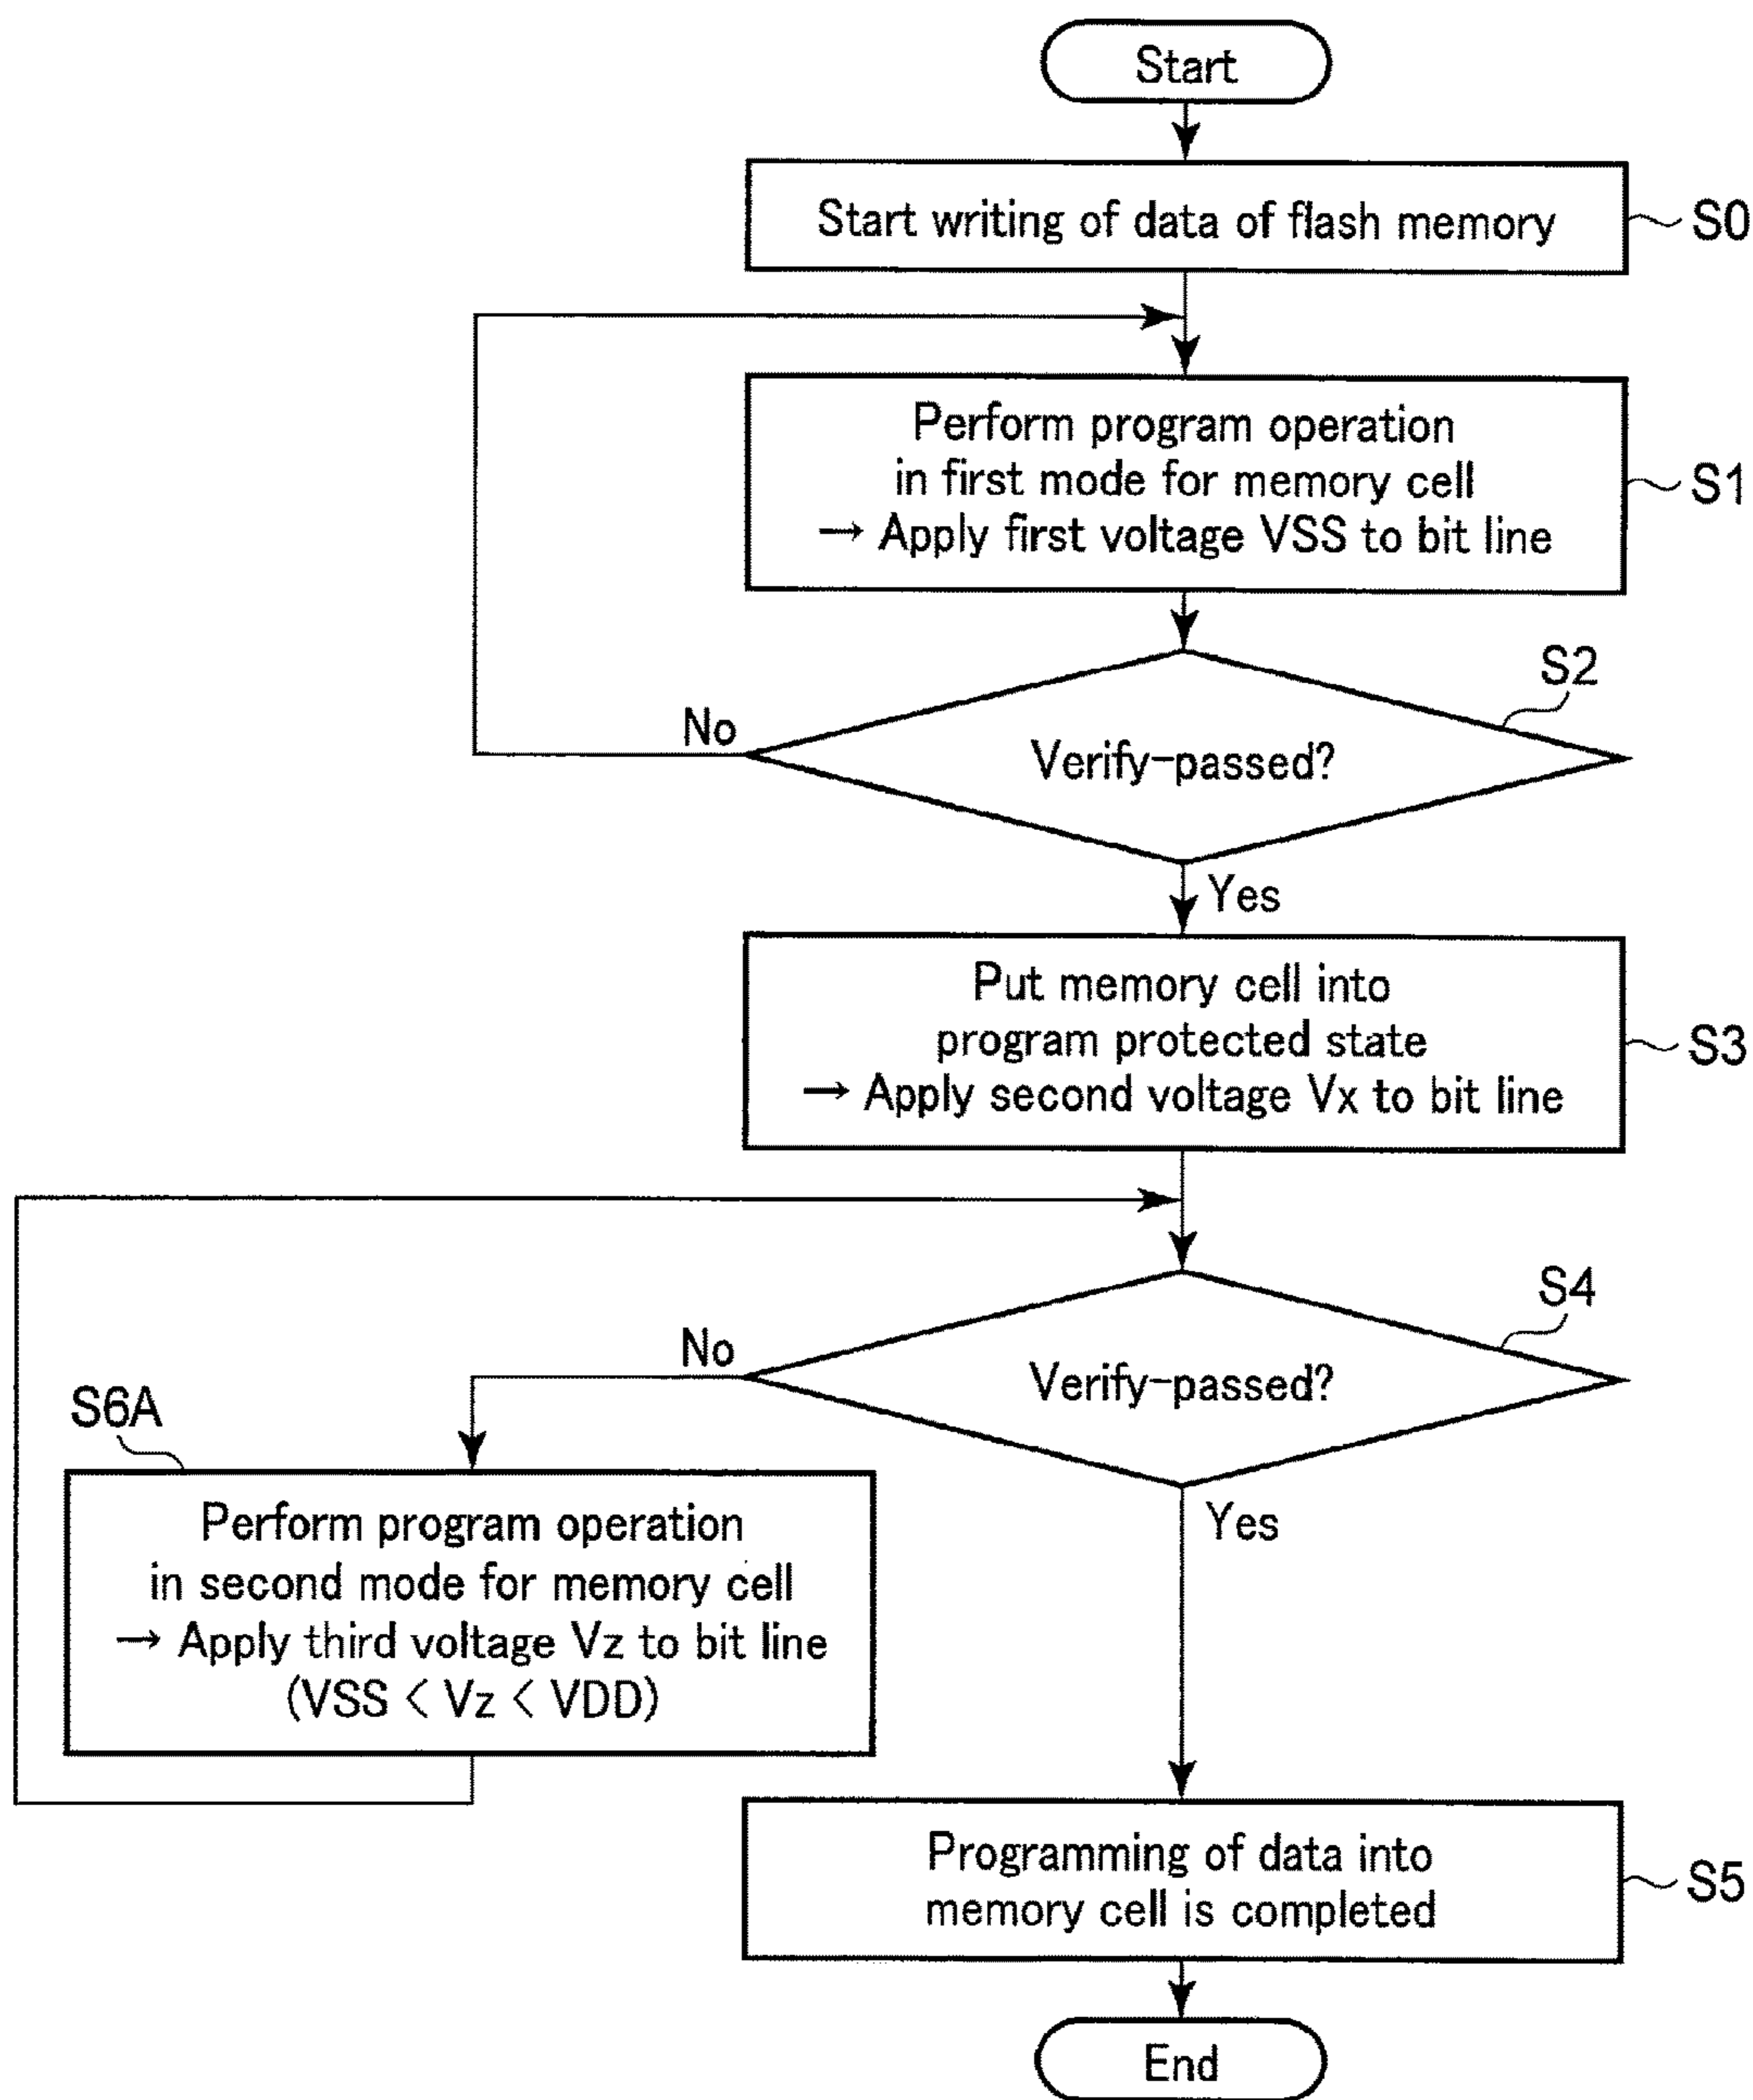 Start
Start writing of data of flash memory
S0
Perform program operation
in first mode for memory cell
→ Apply first voltage VSS to bit line
S1
S2
No
Verify-passed?
Yes
Put memory cell into
program protected state
→ Apply second voltage Vx to bit line
S3
S4
No
Verify-passed?
S6A
Yes
Perform program operation
in second mode for memory cell
→ Apply third voltage Vz to bit line
(VSS < Vz < VDD)
Programming of data into
memory cell is completed
S5
End